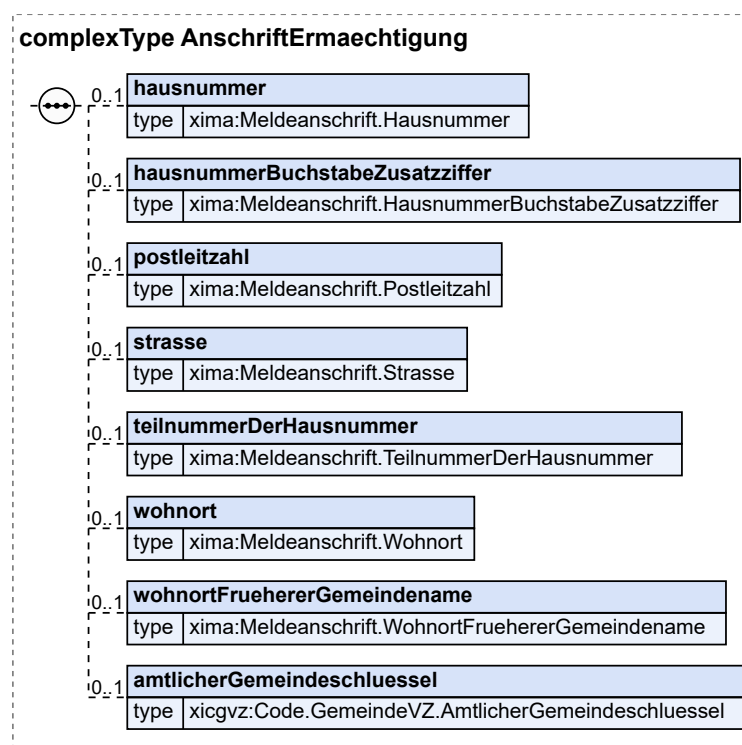 complexType AnschriftErmaechtigung
0..1 hausnummer
type xima:Meldeanschrift.Hausnummer
0..1 hausnummerBuchstabeZusatzziffer
type xima:Meldeanschrift.HausnummerBuchstabeZusatzziffer
0..1 postleitzahl
type xima:Meldeanschrift.Postleitzahl
0..1 strasse
type xima:Meldeanschrift.Strasse
0..1 teilnummerDerHausnummer
type xima:Meldeanschrift.TeilnummerDerHausnummer
0..1 wohnort
type xima:Meldeanschrift.Wohnort
0..1 wohnortFruehererGemeindename
type xima:Meldeanschrift.WohnortFruehererGemeindename
0..1 amtlicherGemeindeschluessel
type xicgvz:Code.GemeindeVZ.AmtlicherGemeindeschluessel